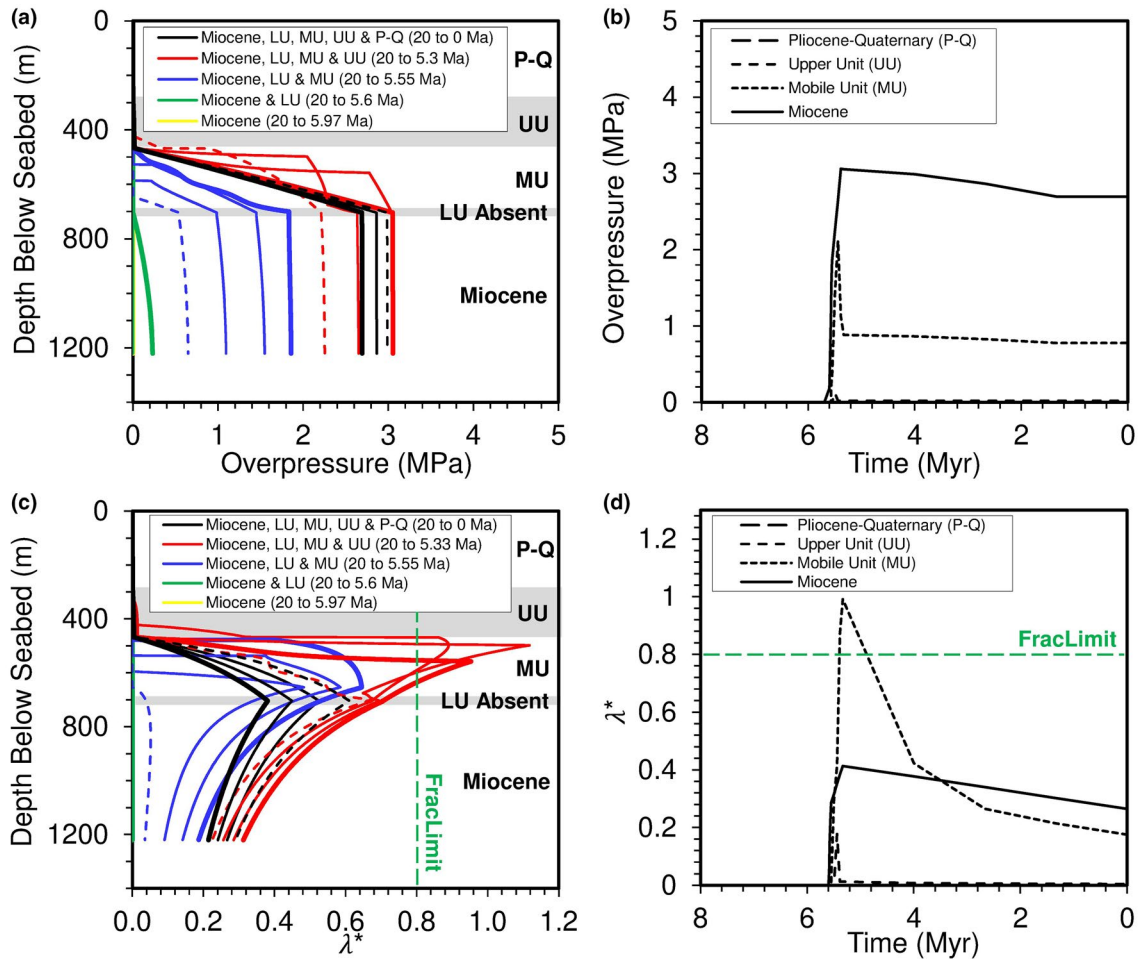 (a)
0
400
800
1200
Depth Below Seabed (m)
Miocene, LU, MU, UU & P-Q (20 to 0 Ma)
Miocene, LU, MU & UU (20 to 5.3 Ma)
Miocene, LU & MU (20 to 5.55 Ma)
Miocene & LU (20 to 5.6 Ma)
Miocene (20 to 5.97 Ma)
P-Q
UU
MU
LU Absent
Miocene
0 1 2 3 4 5
Overpressure (MPa)
(b)
5
4
3
2
1
0
Overpressure (MPa)
Pliocene-Quaternary (P-Q)
Upper Unit (UU)
Mobile Unit (MU)
Miocene
8 6 4 2 0
Time (Myr)
(c)
0
400
800
1200
Depth Below Seabed (m)
Miocene, LU, MU, UU & P-Q (20 to 0 Ma)
Miocene, LU, MU & UU (20 to 5.33 Ma)
Miocene, LU & MU (20 to 5.55 Ma)
Miocene & LU (20 to 5.6 Ma)
Miocene (20 to 5.97 Ma)
P-Q
UU
MU
LU Absent
Miocene
FracLimit
0.0 0.2 0.4 0.6 0.8 1.0 1.2
λ*
(d)
1.2
1
0.8
0.6
0.4
0.2
0
λ*
Pliocene-Quaternary (P-Q)
Upper Unit (UU)
Mobile Unit (MU)
Miocene
FracLimit
8 6 4 2 0
Time (Myr)